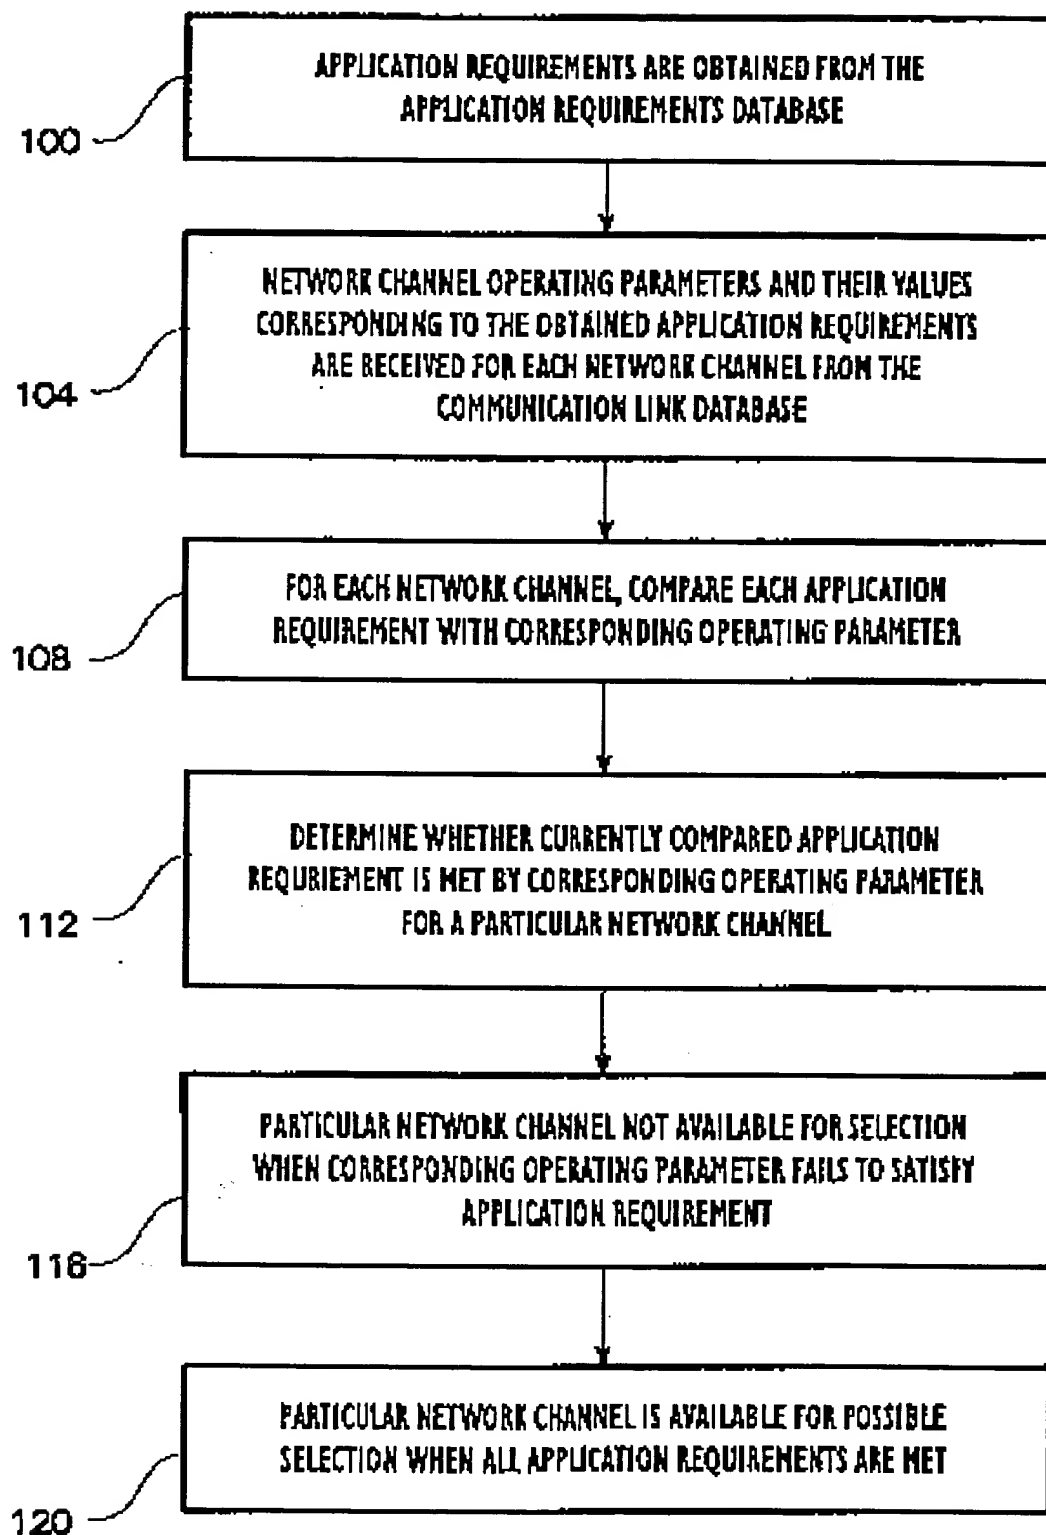 APPLICATION REQUIREMENTS ARE OBTAINED FROM THE
APPLICATION REQUIREMENTS DATABASE
100
NETWORK CHANNEL OPERATING PARAMETERS AND THEIR VALUES
CORRESPONDING TO THE OBTAINED APPLICATION REQUIREMENTS
ARE RECEIVED FOR EACH NETWORK CHANNEL FROM THE
COMMUNICATION LINK DATABASE
104
FOR EACH NETWORK CHANNEL, COMPARE EACH APPLICATION
REQUIREMENT WITH CORRESPONDING OPERATING PARAMETER
108
DETERMINE WHETHER CURRENTLY COMPARED APPLICATION
REQURIEMENT IS MET BY CORRESPONDING OPERATING PARAMETER
FOR A PARTICULAR NETWORK CHANNEL
112
PARTICULAR NETWORK CHANNEL NOT AVAILABLE FOR SELECTION
WHEN CORRESPONDING OPERATING PARAMETER FAILS TO SATISFY
APPLICATION REQUIREMENT
116
PARTICULAR NETWORK CHANNEL IS AVAILABLE FOR POSSIBLE
SELECTION WHEN ALL APPLICATION REQUIREMENTS ARE MET
120